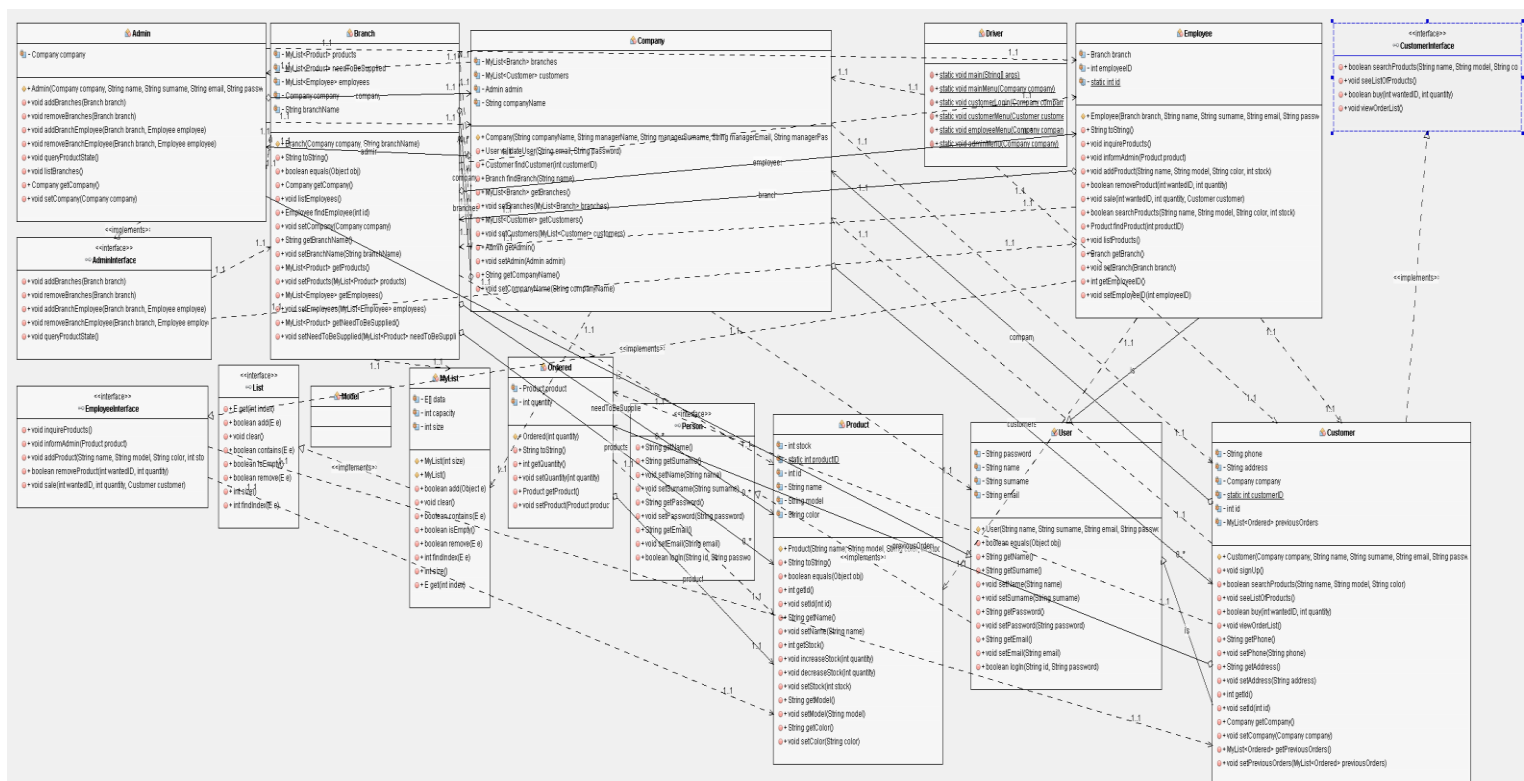 Admin
- Company company
+ Admin(Company company, String name, String surname, String email, String passw
+ void addBranches(Branch branch)
+ void removeBranches(Branch branch)
+ void addBranchEmployee(Branch branch, Employee employee)
+ void removeBranchEmployee(Branch branch, Employee employee)
+ void queryProductState()
+ void listBranches()
+ Company getCompany()
+ void setCompany(Company company)
<<implements>>
<<interface>>
AdminInterface
+ void addBranches(Branch branch)
+ void removeBranches(Branch branch)
+ void addBranchEmployee(Branch branch, Employee employee)
+ void removeBranchEmployee(Branch branch, Employee employ
+ void queryProductState()
<<interface>>
EmployeeInterface
+ void inquireProducts()
+ void informAdmin(Product product)
+ void addProduct(String name, String model, String color, int sto
+ boolean removeProduct(int wantedID, int quantity)
+ void sale(int wantedID, int quantity, Customer customer)
Branch
- MyList<Product> products
- MyList<Product> needToBeSupplied
- MyList<Employee> employees
- Company company
company
- String branchName
+ Branch(Company company, String branchName)
admin
+ String toString()
+ boolean equals(Object obj)
+ Company getCompany()
+ void listEmployees()
+ Employee findEmployee(int id)
+ void setCompany(Company company)
+ String getBranchName()
+ void setBranchName(String branchName)
+ MyList<Product> getProducts()
+ void setProducts(MyList<Product> products)
+ MyList<Employee> getEmployees()
+ void setEmployees(MyList<Employee> employees)
+ MyList<Product> getNeedToBeSupplied()
+ void setNeedToBeSupplied(MyList<Product> needToBeSuppli
Company
- MyList<Branch> branches
- MyList<Customer> customers
- Admin admin
- String companyName
+ Company(String companyName, String managerName, String managerSurname, String managerEmail, String managerPas
+ User validateUser(String email, String password)
+ Customer findCustomer(int customerID)
+ Branch findBranch(String name)
+ MyList<Branch> getBranches()
+ void setBranches(MyList<Branch> branches)
+ MyList<Customer> getCustomers()
+ void setCustomers(MyList<Customer> customers)
+ Admin getAdmin()
+ void setAdmin(Admin admin)
+ String getCompanyName()
+ void setCompanyName(String companyName)
employee
branch
branches
Driver
+ static void main(String[] args)
+ static void mainMenu(Company company)
+ static void customerLogin(Company compan
+ static void customerMenu(Customer custome
+ static void employeeMenu(Company compan
+ static void adminMenu(Company company)
Employee
- Branch branch
- int employeeID
- static int id
+ Employee(Branch branch, String name, String surname, String email, String passw
+ String toString()
+ void inquireProducts()
+ void informAdmin(Product product)
+ void addProduct(String name, String model, String color, int stock)
+ boolean removeProduct(int wantedID, int quantity)
+ void sale(int wantedID, int quantity, Customer customer)
+ boolean searchProducts(String name, String model, String color, int stock)
+ Product findProduct(int productID)
+ void listProducts()
+ Branch getBranch()
+ void setBranch(Branch branch)
+ int getEmployeeID()
+ void setEmployeeID(int employeeID)
<<interface>>
CustomerInterface
+ boolean searchProducts(String name, String model, String co
+ void seeListOfProducts()
+ boolean buy(int wantedID, int quantity)
+ void viewOrderList()
<<implements>>
<<interface>>
List
+ E get(int index)
+ boolean add(E e)
+ void clear()
+ boolean contains(E e)
+ boolean isEmpty()
+ boolean remove(E e)
+ int size()
+ int findIndex(E e)
Model
<<implements>>
MyList
- E[] data
- int capacity
- int size
+ MyList(int size)
+ MyList()
+ boolean add(Object e)
+ void clear()
+ boolean contains(E e)
+ boolean isEmpty()
+ boolean remove(E e)
+ int findIndex(E e)
+ int size()
+ E get(int index)
<<implements>>
Ordered
- Product product
- int quantity
+ Ordered(int quantity)
+ String toString()
+ int getQuantity()
+ void setQuantity(int quantity)
+ Product getProduct()
+ void setProduct(Product produc
needToBeSupplie
products
<<interface>>
Person
+ String getName()
+ String getSurname()
+ void setName(String name)
+ void setSurname(String surname)
+ String getPassword()
+ void setPassword(String password)
+ String getEmail()
+ void setEmail(String email)
+ boolean login(String id, String passwo
product
Product
- int stock
- static int productID
- int id
- String name
- String model
- String color
previousOrders
<<implements>>
+ String toString()
+ boolean equals(Object obj)
+ int getId()
+ void setId(int id)
+ String getName()
+ void setName(String name)
+ int getStock()
+ void increaseStock(int quantity)
+ void decreaseStock(int quantity)
+ void setStock(int stock)
+ String getModel()
+ void setModel(String model)
+ String getColor()
+ void setColor(String color)
company
customers
User
- String password
- String name
- String surname
- String email
+ User(String name, String surname, String email, String passw
+ boolean equals(Object obj)
+ String getName()
+ String getSurname()
+ void setName(String name)
+ void setSurname(String surname)
+ String getPassword()
+ void setPassword(String password)
+ String getEmail()
+ void setEmail(String email)
+ boolean login(String id, String password)
is
Customer
- String phone
- String address
- Company company
- static int customerID
- int id
- MyList<Ordered> previousOrders
+ Customer(Company company, String name, String surname, String email, String passw
+ void signUp()
+ boolean searchProducts(String name, String model, String color)
+ void seeListOfProducts()
+ boolean buy(int wantedID, int quantity)
+ void viewOrderList()
+ String getPhone()
+ void setPhone(String phone)
+ String getAddress()
+ void setAddress(String address)
+ int getId()
+ void setId(int id)
+ Company getCompany()
+ void setCompany(Company company)
+ MyList<Ordered> getPreviousOrders()
+ void setPreviousOrders(MyList<Ordered> previousOrders)